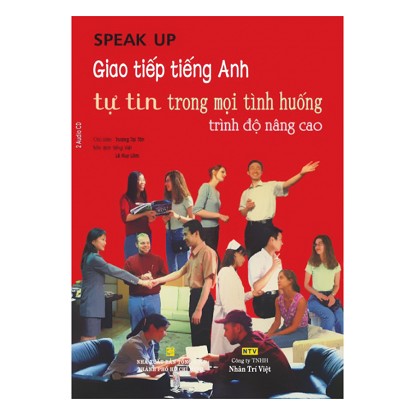 SPEAK UP
Giao tiếp tiếng Anh
tự tin trong mọi tình huống
trình độ nâng cao
2 Audio CD
NTV
Công ty TNHH
Nhân Trí Việt